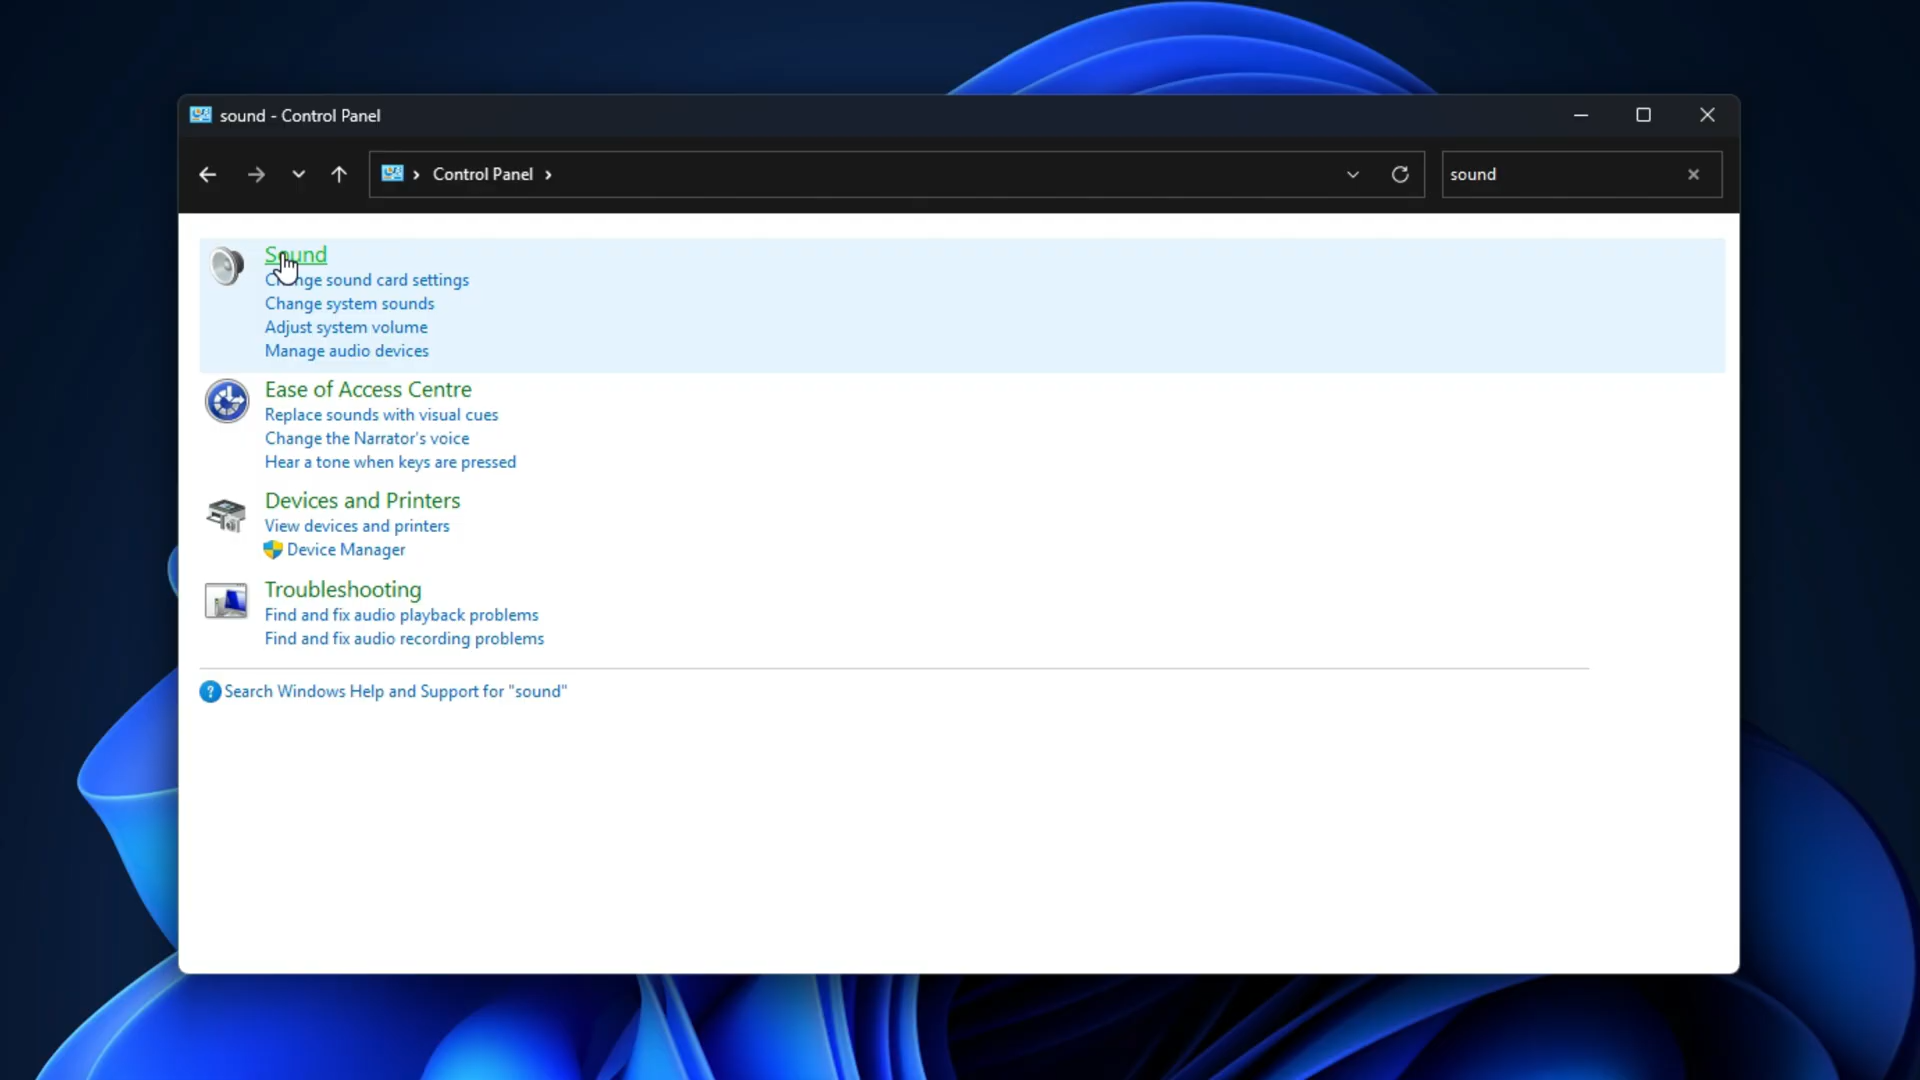 sound - Control Panel
Control Panel
sound
Sound
Change sound card settings
Change system sounds
Adjust system volume
Manage audio devices
Ease of Access Centre
Replace sounds with visual cues
Change the Narrator's voice
Hear a tone when keys are pressed
Devices and Printers
View devices and printers
Device Manager
Troubleshooting
Find and fix audio playback problems
Find and fix audio recording problems
Search Windows Help and Support for "sound"